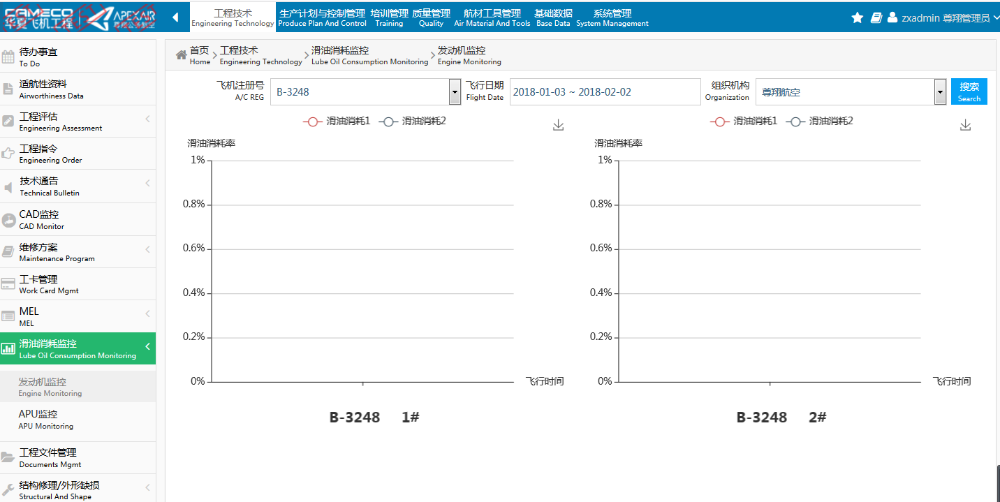 CAMECO
华夏飞机工程
APEXAIR
尊翔公务航空
工程技术
Engineering Technology
生产计划与控制管理
Produce Plan And Control
培训管理
Training
质量管理
Quality
航材工具管理
Air Material And Tools
基础数据
Base Data
系统管理
System Management
zxadmin 尊翔管理员
待办事宜
To Do
适航性资料
Airworthiness Data
工程评估
Engineering Assessment
工程指令
Engineering Order
技术通告
Technical Bulletin
CAD监控
CAD Monitor
维修方案
Maintenance Program
工卡管理
Work Card Mgmt
MEL
MEL
滑油消耗监控
Lube Oil Consumption Monitoring
发动机监控
Engine Monitoring
APU监控
APU Monitoring
工程文件管理
Documents Mgmt
结构修理/外形缺损
Structural And Shape
首页
Home
工程技术
Engineering Technology
滑油消耗监控
Lube Oil Consumption Monitoring
发动机监控
Engine Monitoring
飞机注册号
A/C REG
B-3248
飞行日期
Flight Date
2018-01-03 ~ 2018-02-02
组织机构
Organization
尊翔航空
搜索
Search
滑油消耗1 滑油消耗2
滑油消耗率
1%
0.8%
0.6%
0.4%
0.2%
0%
飞行时间
B-3248 1#
滑油消耗1 滑油消耗2
滑油消耗率
1%
0.8%
0.6%
0.4%
0.2%
0%
飞行时间
B-3248 2#